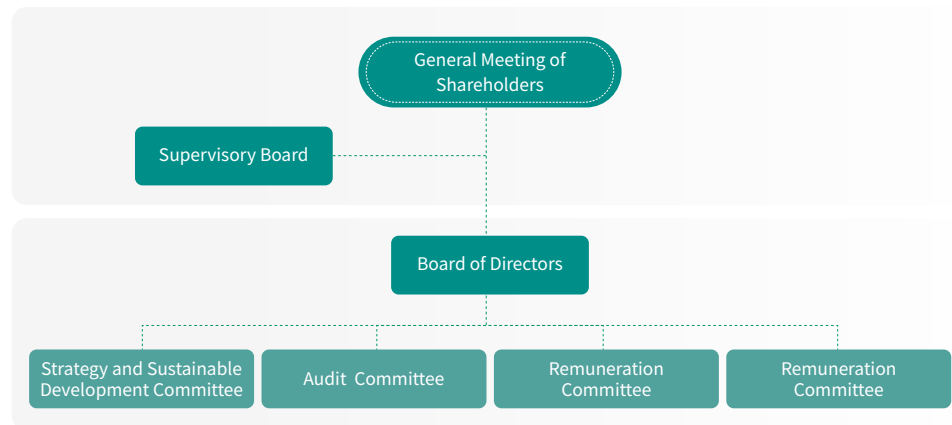 General Meeting of
Shareholders
Supervisory Board
Board of Directors
Strategy and Sustainable
Development Committee
Audit Committee
Remuneration
Committee
Remuneration
Committee